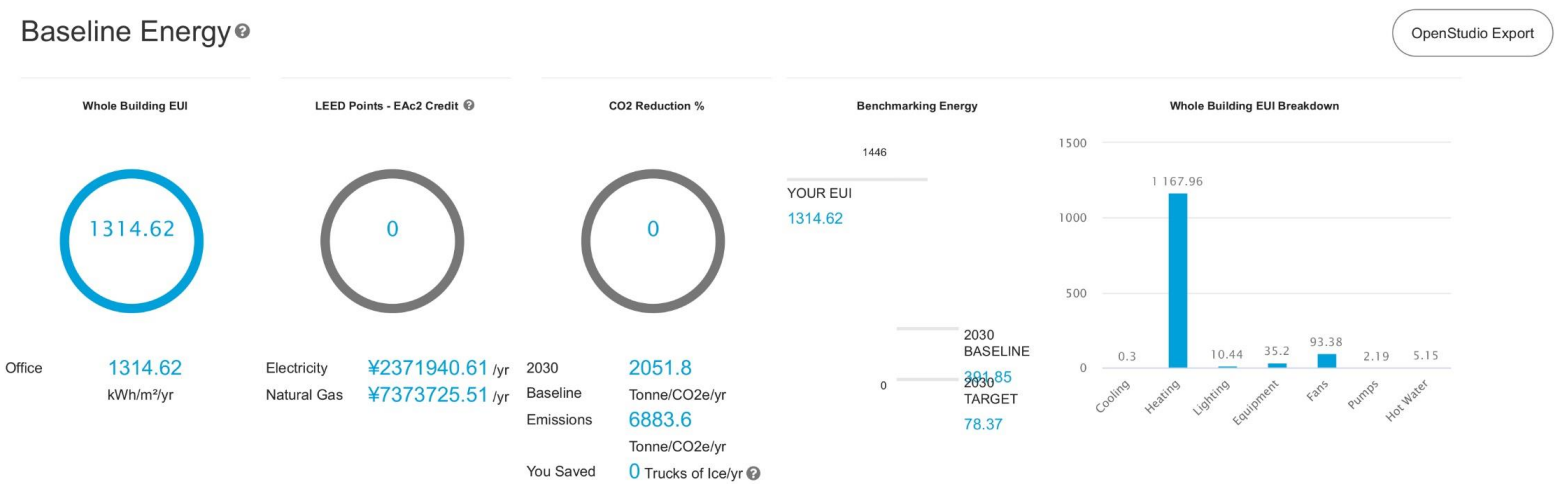 Baseline Energy ?
OpenStudio Export
Whole Building EUI
1314.62
Office 1314.62
kWh/m²/yr
LEED Points - EAc2 Credit ?
0
Electricity ¥2371940.61 /yr
Natural Gas ¥7373725.51 /yr
CO2 Reduction %
0
2030 2051.8
Baseline Tonne/CO2e/yr
Emissions 6883.6
Tonne/CO2e/yr
You Saved 0 Trucks of Ice/yr ?
Benchmarking Energy
1446
YOUR EUI
1314.62
2030
BASELINE
391.85
0
2030
TARGET
78.37
Whole Building EUI Breakdown
1500
1000
500
0
0.3
1 167.96
10.44
35.2
93.38
2.19
5.15
Cooling
Heating
Lighting
Equipment
Fans
Pumps
Hot Water